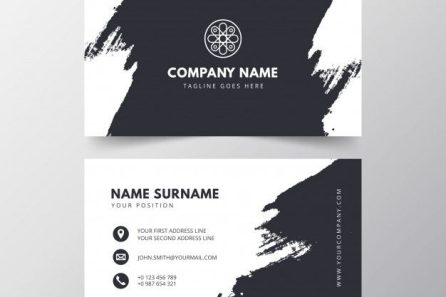 COMPANY NAME
TAGLINE GOES HERE
NAME SURNAME
YOUR POSITION
YOUR FIRST ADDRESS LINE
YOUR SECOND ADDRESS LINE
JOHN.SMITH@YOURMAIL.COM
+0 123 456 789
+0 987 654 321
WWW.YOURCOMPANY.COM